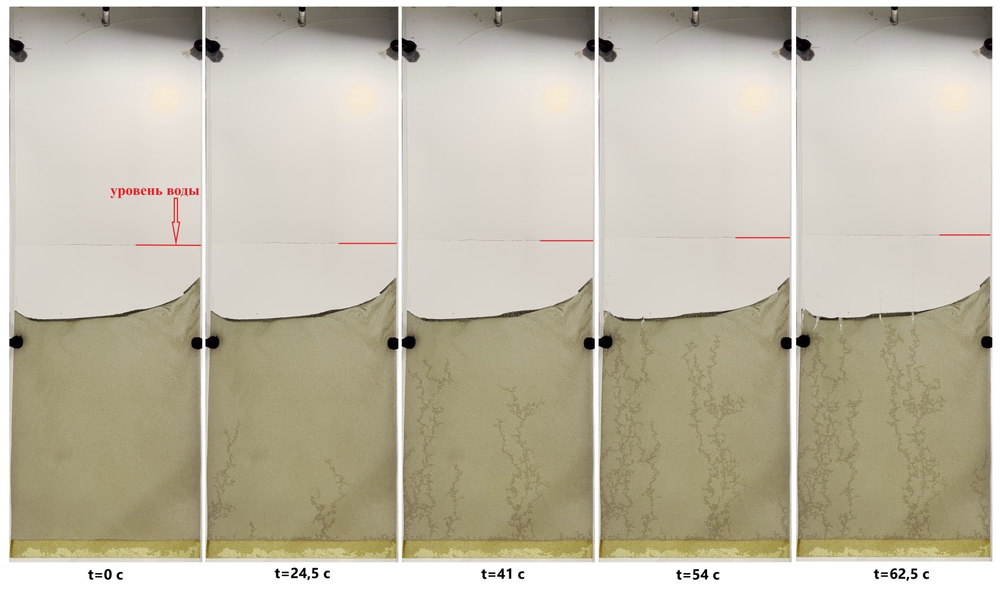 уровень воды
t=0 с
t=24,5 с
t=41 с
t=54 с
t=62,5 с